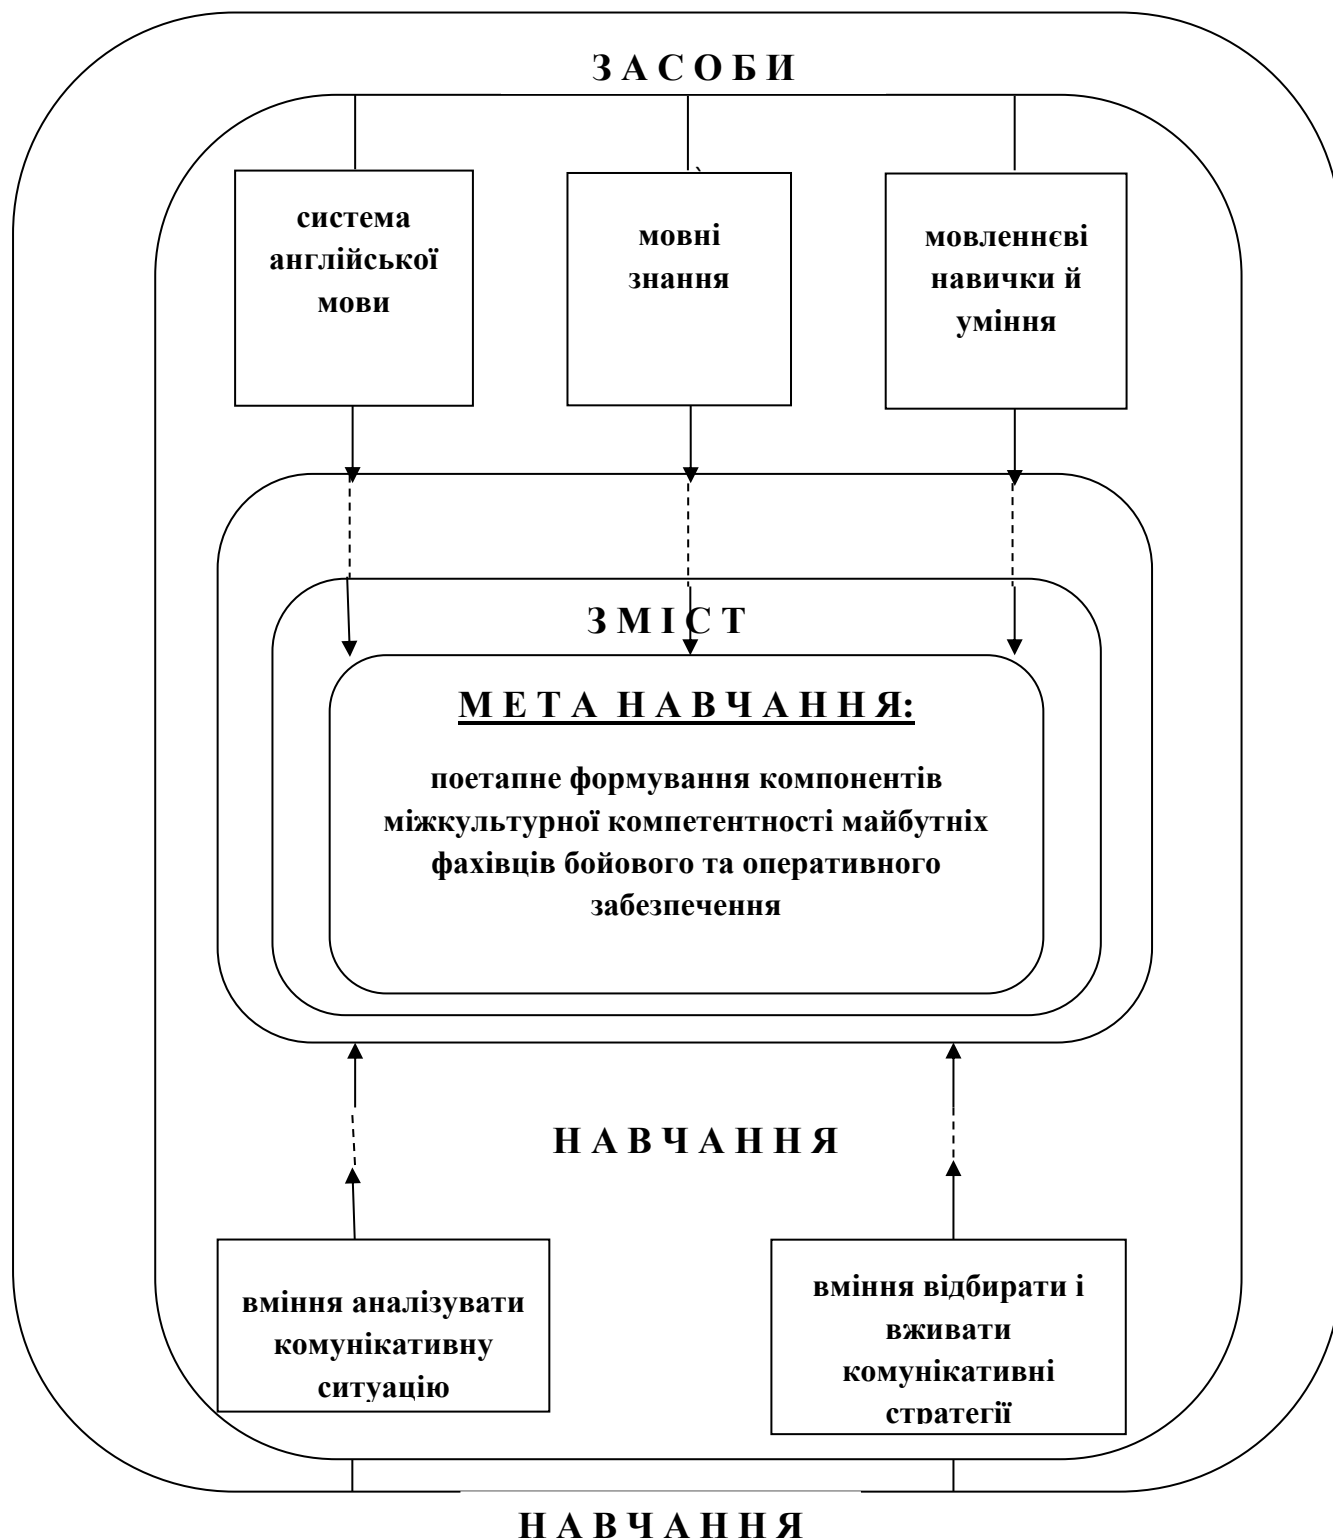 З А С О Б И
система
англійської
мови
мовні
знання
мовленнєві
навички й
уміння
З М І С Т
М Е Т А Н А В Ч А Н Н Я:
поетапне формування компонентів
міжкультурної компетентності майбутніх
фахівців бойового та оперативного
забезпечення
Н А В Ч А Н Н Я
вміння аналізувати
комунікативну
ситуацію
вміння відбирати і
вживати
комунікативні
стратегії
Н А В Ч А Н Н Я